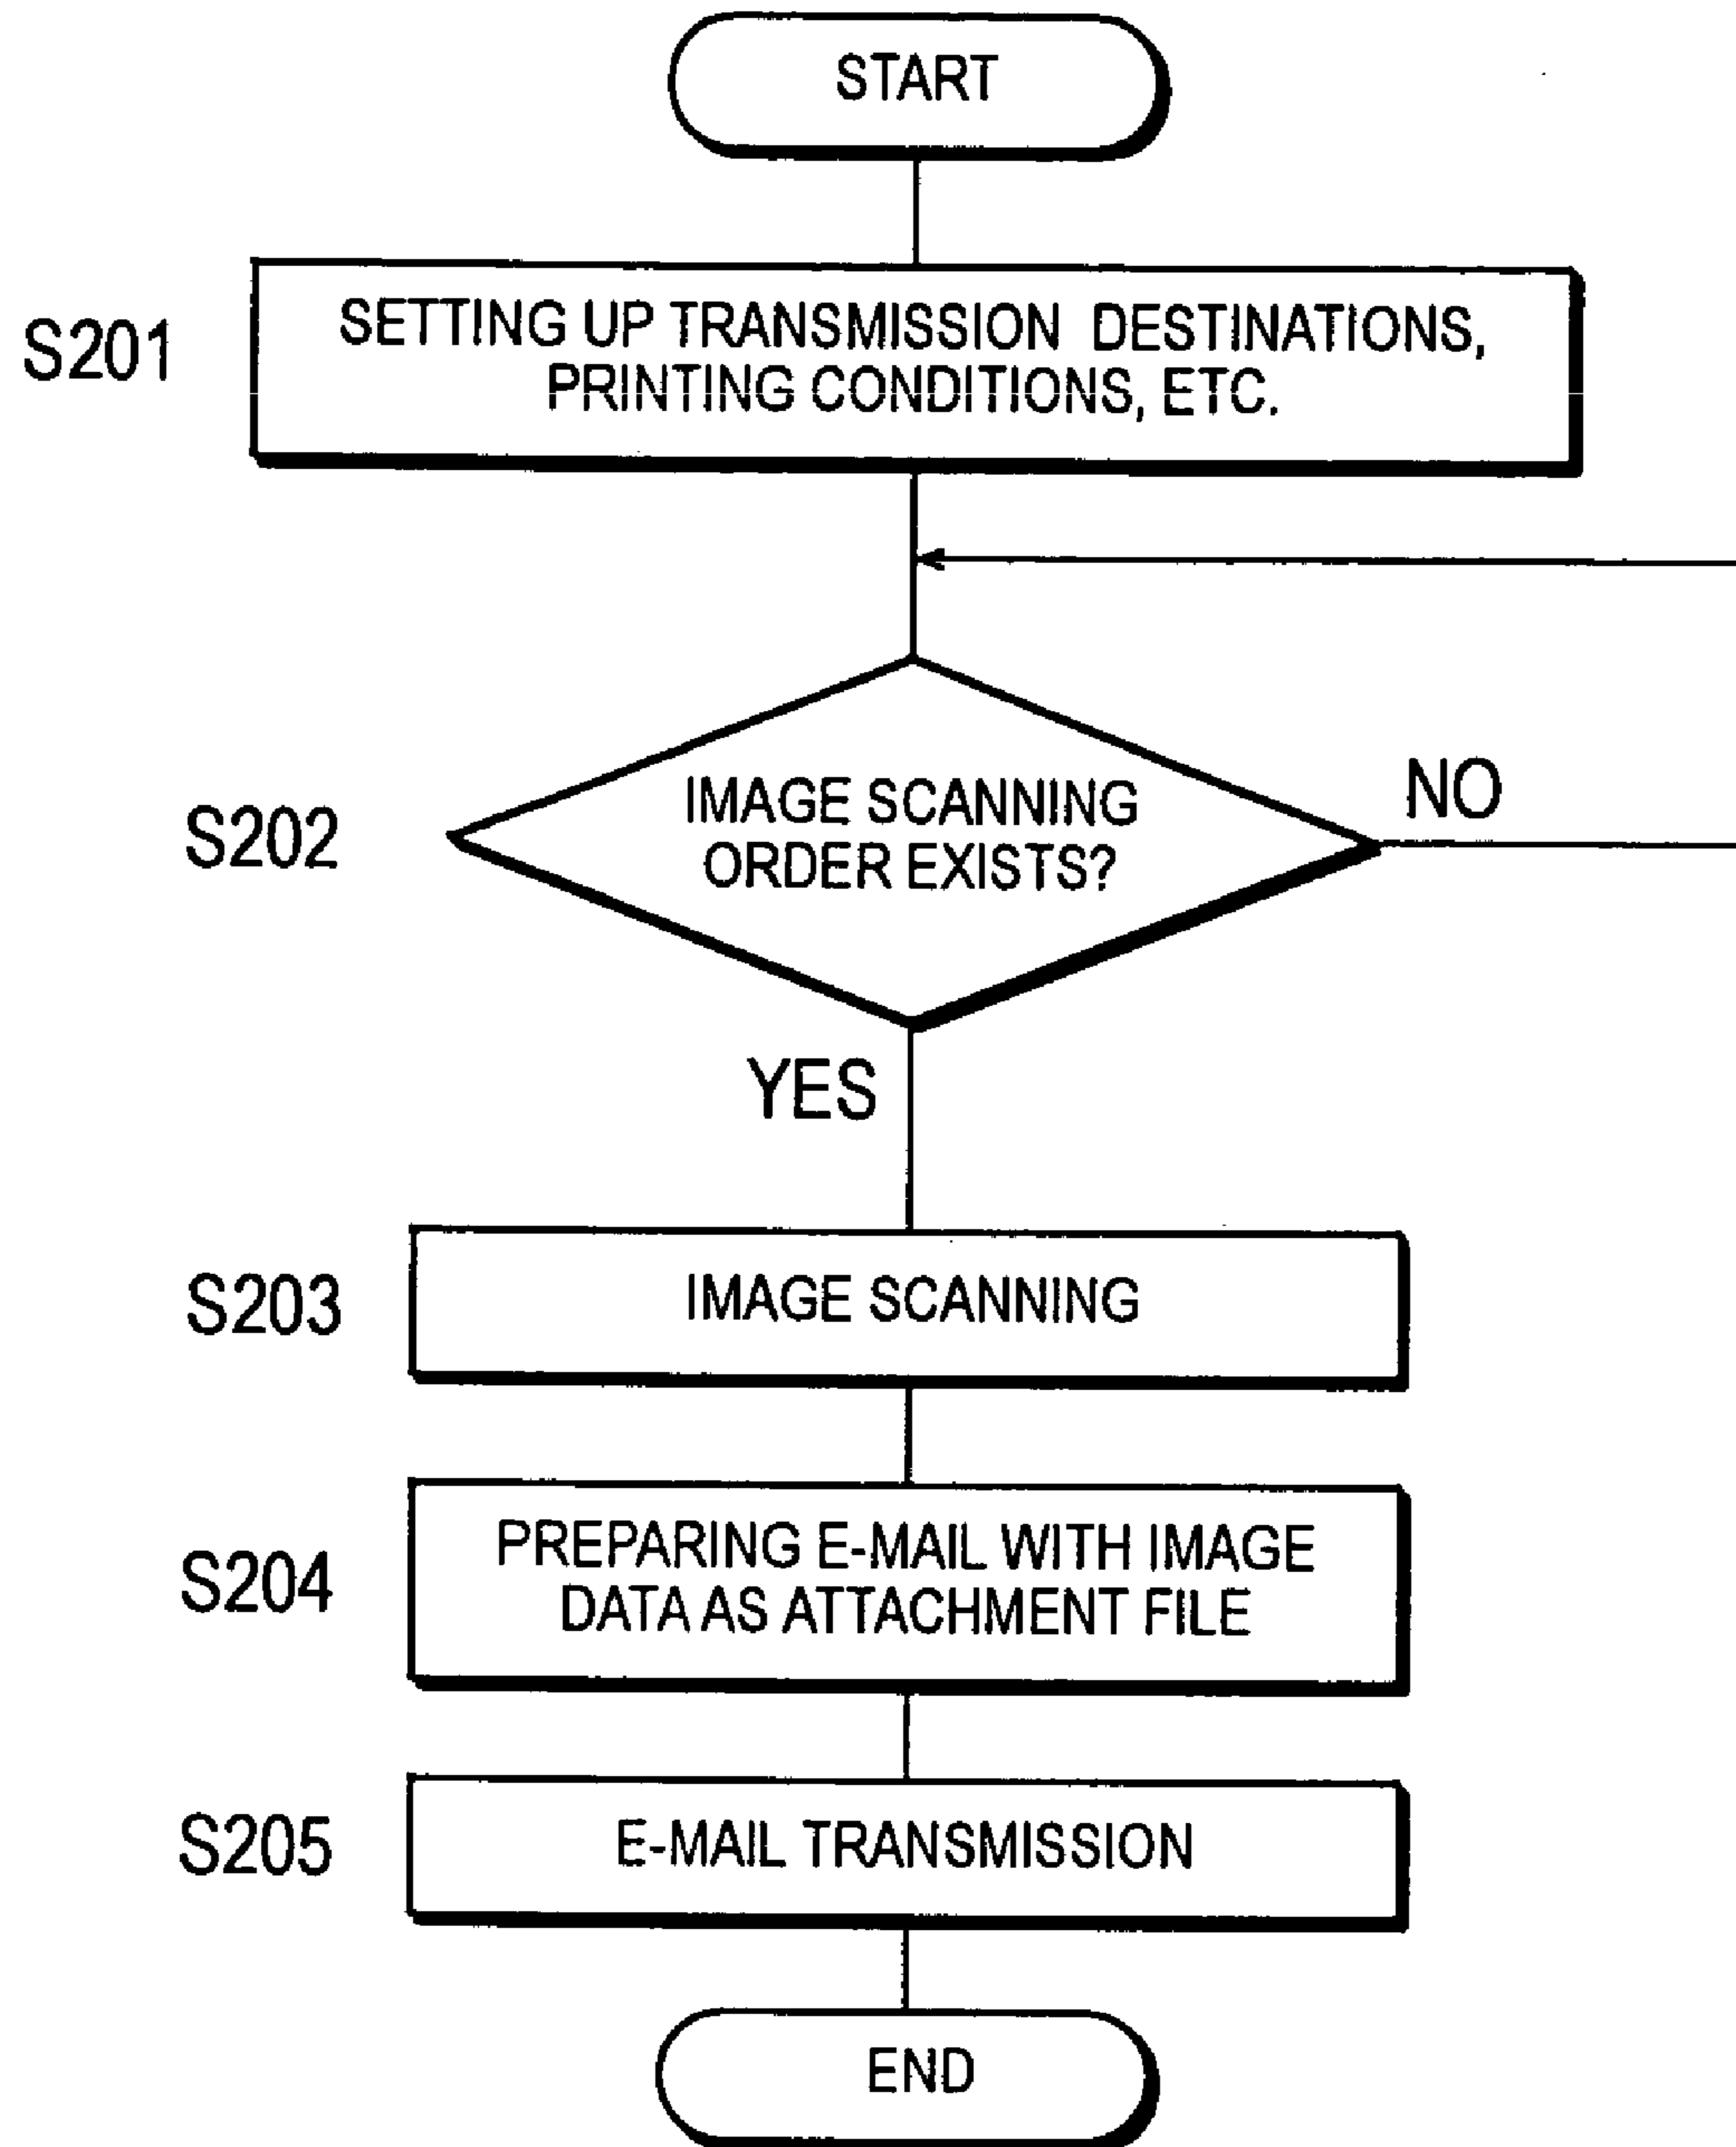 START
S201
SETTING UP TRANSMISSION DESTINATIONS,
PRINTING CONDITIONS, ETC.
S202
IMAGE SCANNING
ORDER EXISTS?
NO
YES
S203
IMAGE SCANNING
S204
PREPARING E-MAIL WITH IMAGE
DATA AS ATTACHMENT FILE
S205
E-MAIL TRANSMISSION
END